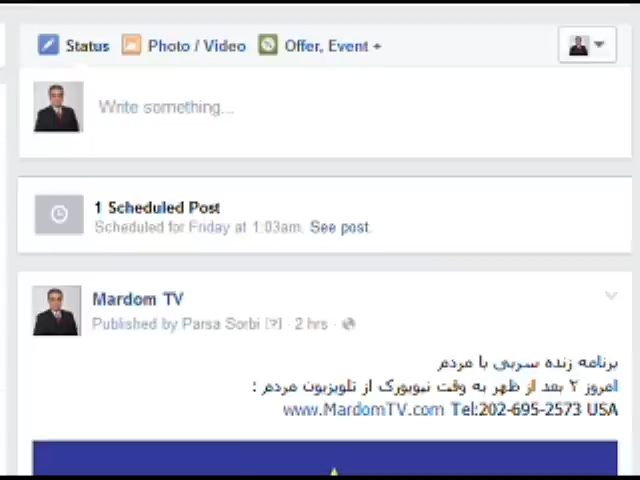 Status Photo / Video Offer, Event +
Write something...
1 Scheduled Post
Scheduled for Friday at 1:03am. See post.
Mardom TV
Published by Parsa Sorbi [?] · 2 hrs ·
برنامه زنده سربی با مردم
امروز ۲ بعد از ظهر به وقت نیویورک از تلویزیون مردم :
www.MardomTV.com Tel:202-695-2573 USA